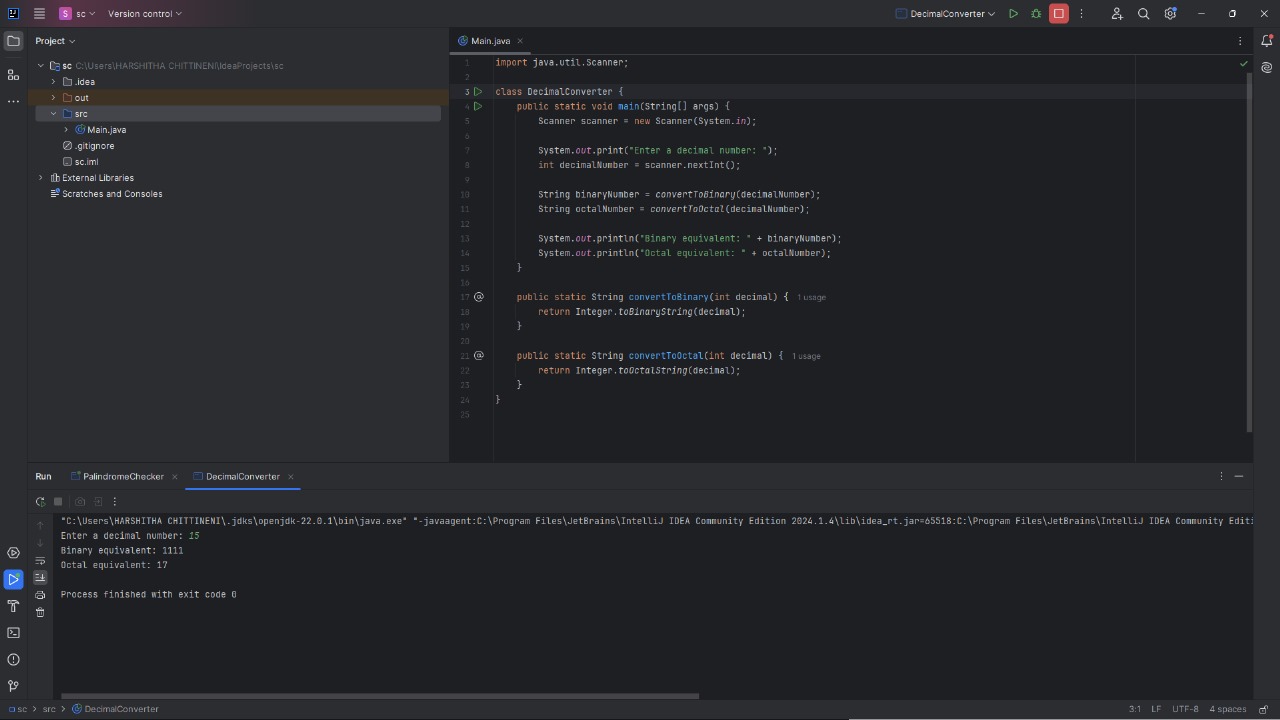 S sc Version control
DecimalConverter
Project
Main.java
sc C:\Users\HARSHITHA CHITTINENI\IdeaProjects\sc
.idea
out
src
Main.java
.gitignore
sc.iml
External Libraries
Scratches and Consoles
1 import java.util.Scanner;
2
3 class DecimalConverter {
4 public static void main(String[] args) {
5 Scanner scanner = new Scanner(System.in);
6
7 System.out.print("Enter a decimal number: ");
8 int decimalNumber = scanner.nextInt();
9
10 String binaryNumber = convertToBinary(decimalNumber);
11 String octalNumber = convertToOctal(decimalNumber);
12
13 System.out.println("Binary equivalent: " + binaryNumber);
14 System.out.println("Octal equivalent: " + octalNumber);
15 }
16
17 public static String convertToBinary(int decimal) { 1 usage
18 return Integer.toBinaryString(decimal);
19 }
20
21 public static String convertToOctal(int decimal) { 1 usage
22 return Integer.toOctalString(decimal);
23 }
24 }
25
Run PalindromeChecker DecimalConverter
"C:\Users\HARSHITHA CHITTINENI\.jdks\openjdk-22.0.1\bin\java.exe" "-javaagent:C:\Program Files\JetBrains\IntelliJ IDEA Community Edition 2024.1.4\lib\idea_rt.jar=65518:C:\Program Files\JetBrains\IntelliJ IDEA Community Editi
Enter a decimal number: 15
Binary equivalent: 1111
Octal equivalent: 17
Process finished with exit code 0
sc > src > DecimalConverter
3:1 LF UTF-8 4 spaces